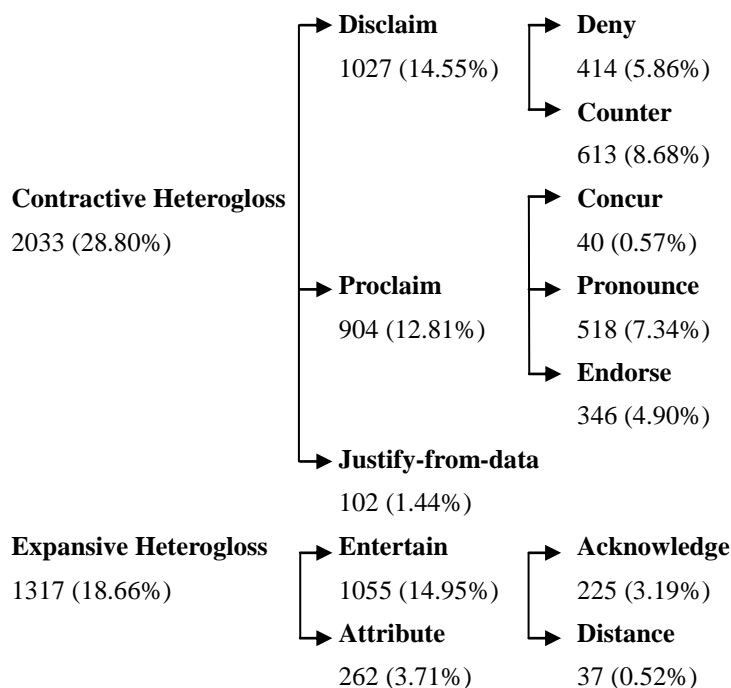 Disclaim
1027 (14.55%)
Deny
414 (5.86%)
Counter
613 (8.68%)
Contractive Heterogloss
2033 (28.80%)
Concur
40 (0.57%)
Proclaim
904 (12.81%)
Pronounce
518 (7.34%)
Endorse
346 (4.90%)
Justify-from-data
102 (1.44%)
Expansive Heterogloss
1317 (18.66%)
Entertain
1055 (14.95%)
Acknowledge
225 (3.19%)
Attribute
262 (3.71%)
Distance
37 (0.52%)